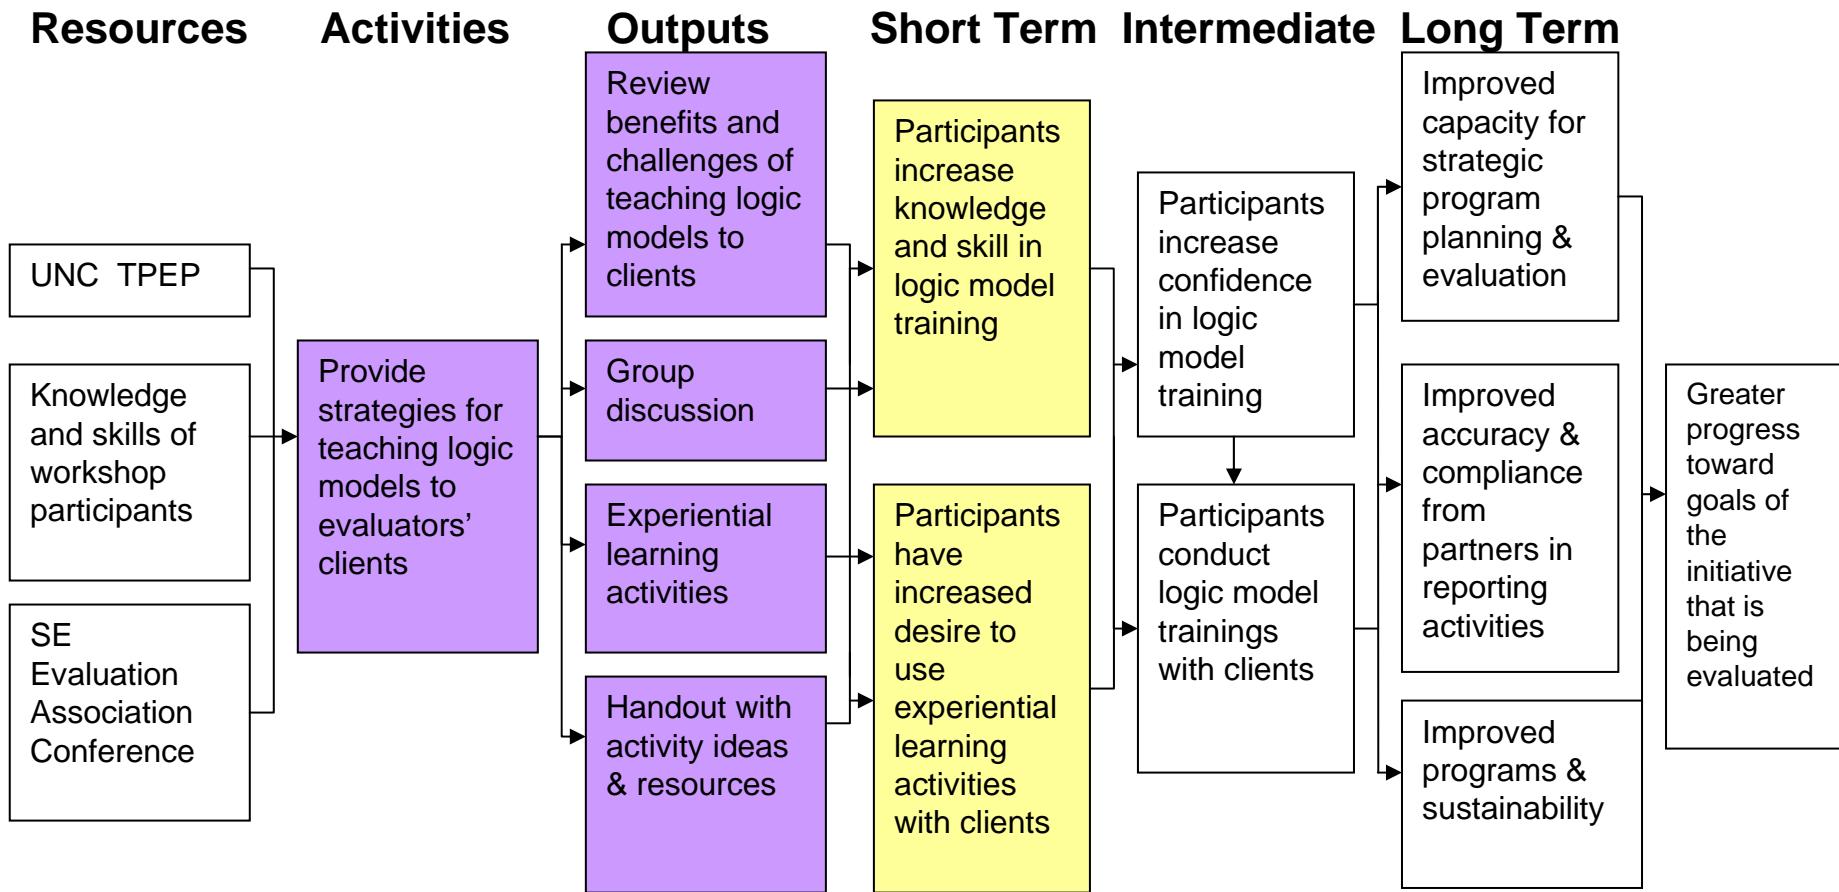 Resources Activities Outputs Short Term Intermediate Long Term
UNC TPEP
Knowledge
and skills of
workshop
participants
SE
Evaluation
Association
Conference
Provide
strategies for
teaching logic
models to
evaluators’
clients
Review
benefits and
challenges of
teaching logic
models to
clients
Group
discussion
Experiential
learning
activities
Handout with
activity ideas
& resources
Participants
increase
knowledge
and skill in
logic model
training
Participants
have
increased
desire to
use
experiential
learning
activities
with clients
Participants
increase
confidence
in logic
model
training
Participants
conduct
logic model
trainings
with clients
Improved
capacity for
strategic
program
planning &
evaluation
Improved
accuracy &
compliance
from
partners in
reporting
activities
Improved
programs &
sustainability
Greater
progress
toward
goals of
the
initiative
that is
being
evaluated